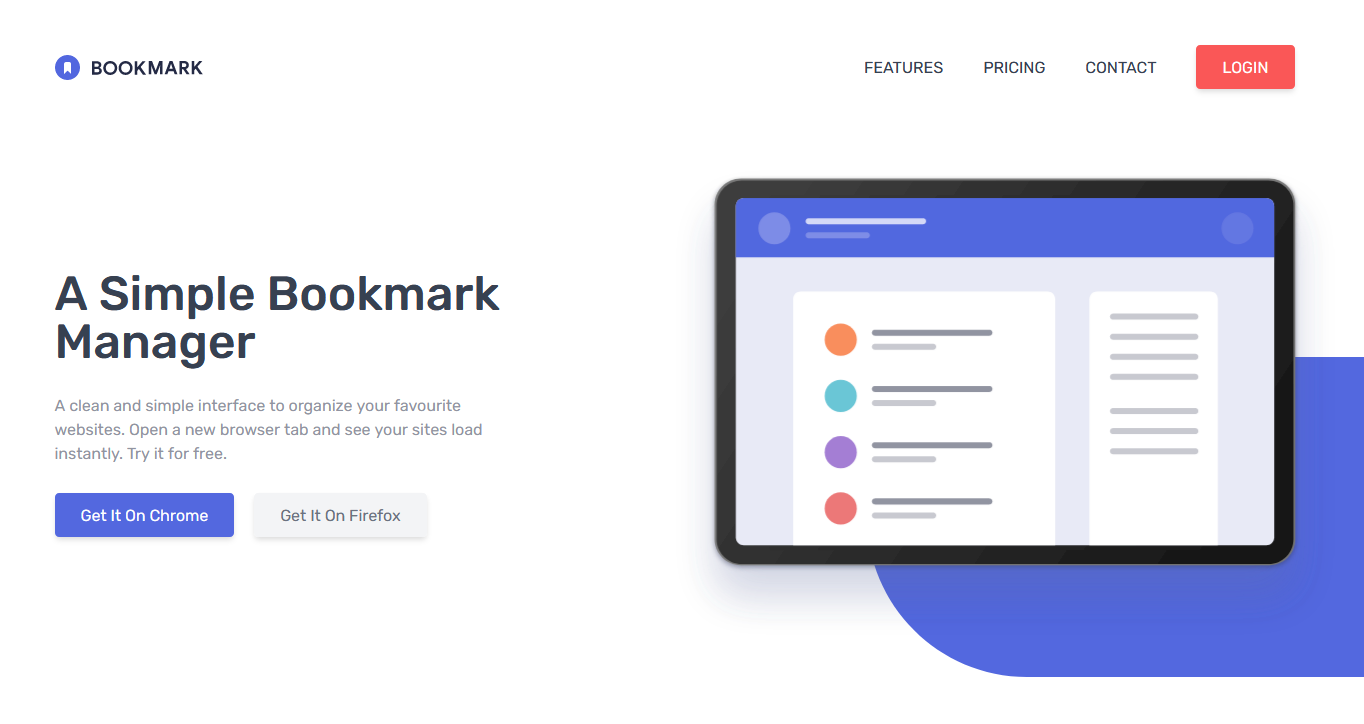 BOOKMARK
FEATURES
PRICING
CONTACT
LOGIN
A Simple Bookmark
Manager
A clean and simple interface to organize your favourite
websites. Open a new browser tab and see your sites load
instantly. Try it for free.
Get It On Chrome
Get It On Firefox